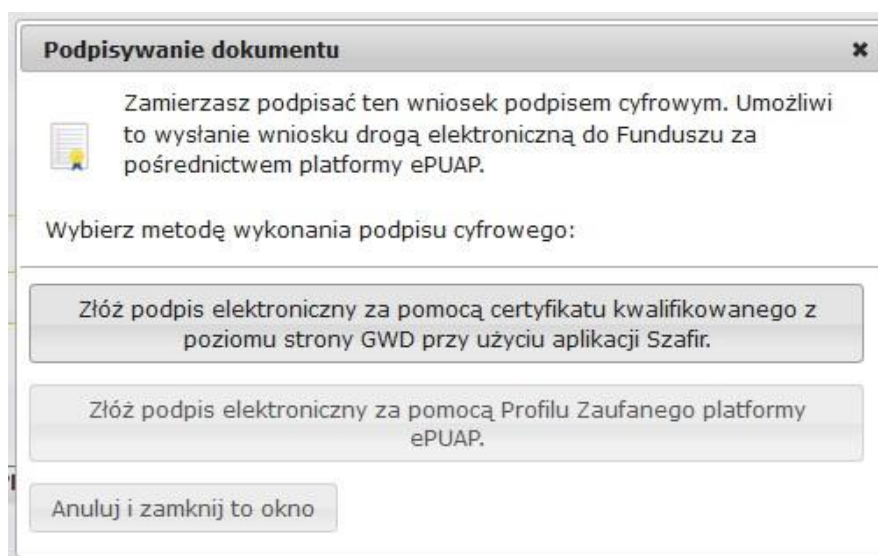 Podpisywanie dokumentu
Zamierzasz podpisać ten wniosek podpisem cyfrowym. Umożliwi
to wysłanie wniosku drogą elektroniczną do Funduszu za
pośrednictwem platformy ePUAP.
Wybierz metodę wykonania podpisu cyfrowego:
Złóż podpis elektroniczny za pomocą certyfikatu kwalifikowanego z
poziomu strony GWD przy użyciu aplikacji Szafir.
Złóż podpis elektroniczny za pomocą Profilu Zaufanego platformy
ePUAP.
Anuluj i zamknij to okno